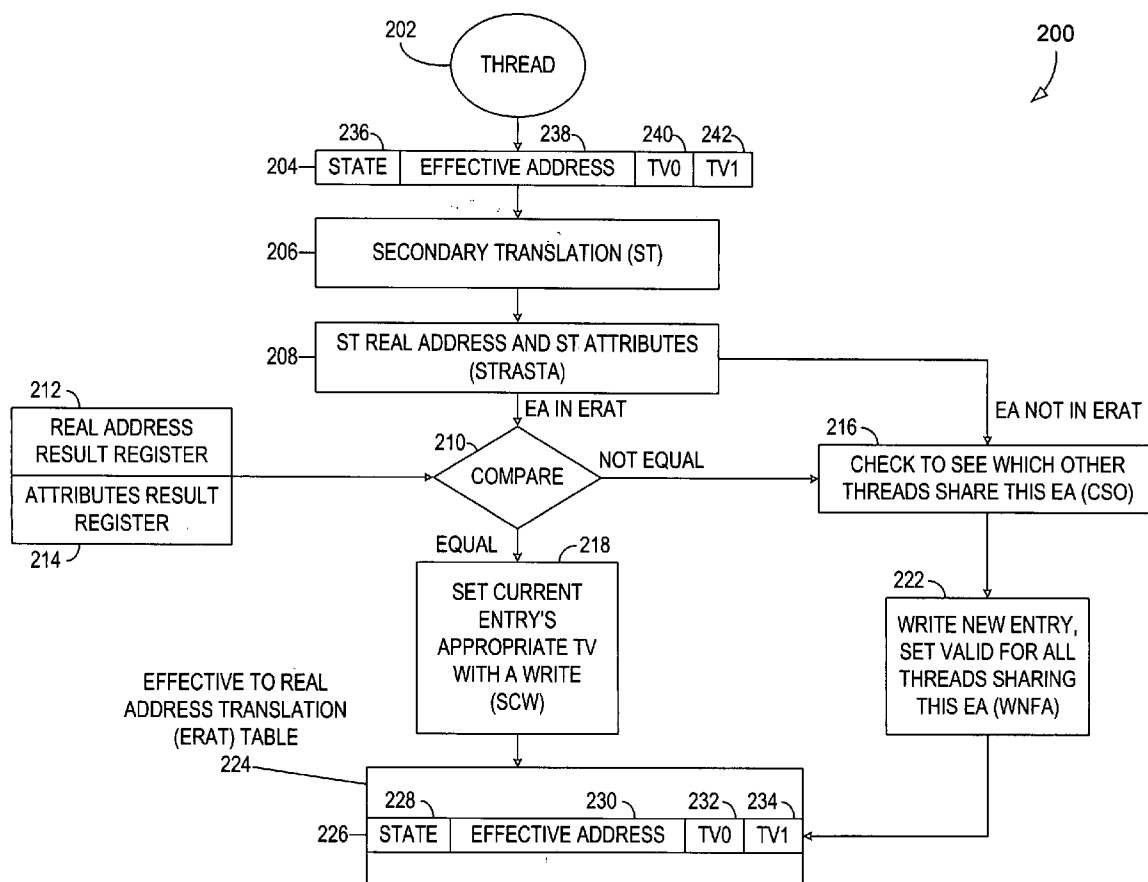 202
200
THREAD
236 238 240 242
204 STATE EFFECTIVE ADDRESS TV0 TV1
206 SECONDARY TRANSLATION (ST)
208 ST REAL ADDRESS AND ST ATTRIBUTES
(STRASTA)
EA IN ERAT
EA NOT IN ERAT
212
REAL ADDRESS
RESULT REGISTER
ATTRIBUTES RESULT
REGISTER
214
210
COMPARE
NOT EQUAL
216
CHECK TO SEE WHICH OTHER
THREADS SHARE THIS EA (CSO)
EQUAL
218
SET CURRENT
ENTRY'S
APPROPRIATE TV
WITH A WRITE
(SCW)
222
WRITE NEW ENTRY,
SET VALID FOR ALL
THREADS SHARING
THIS EA (WNFA)
EFFECTIVE TO REAL
ADDRESS TRANSLATION
(ERAT) TABLE
224
228 230 232 234
226 STATE EFFECTIVE ADDRESS TV0 TV1